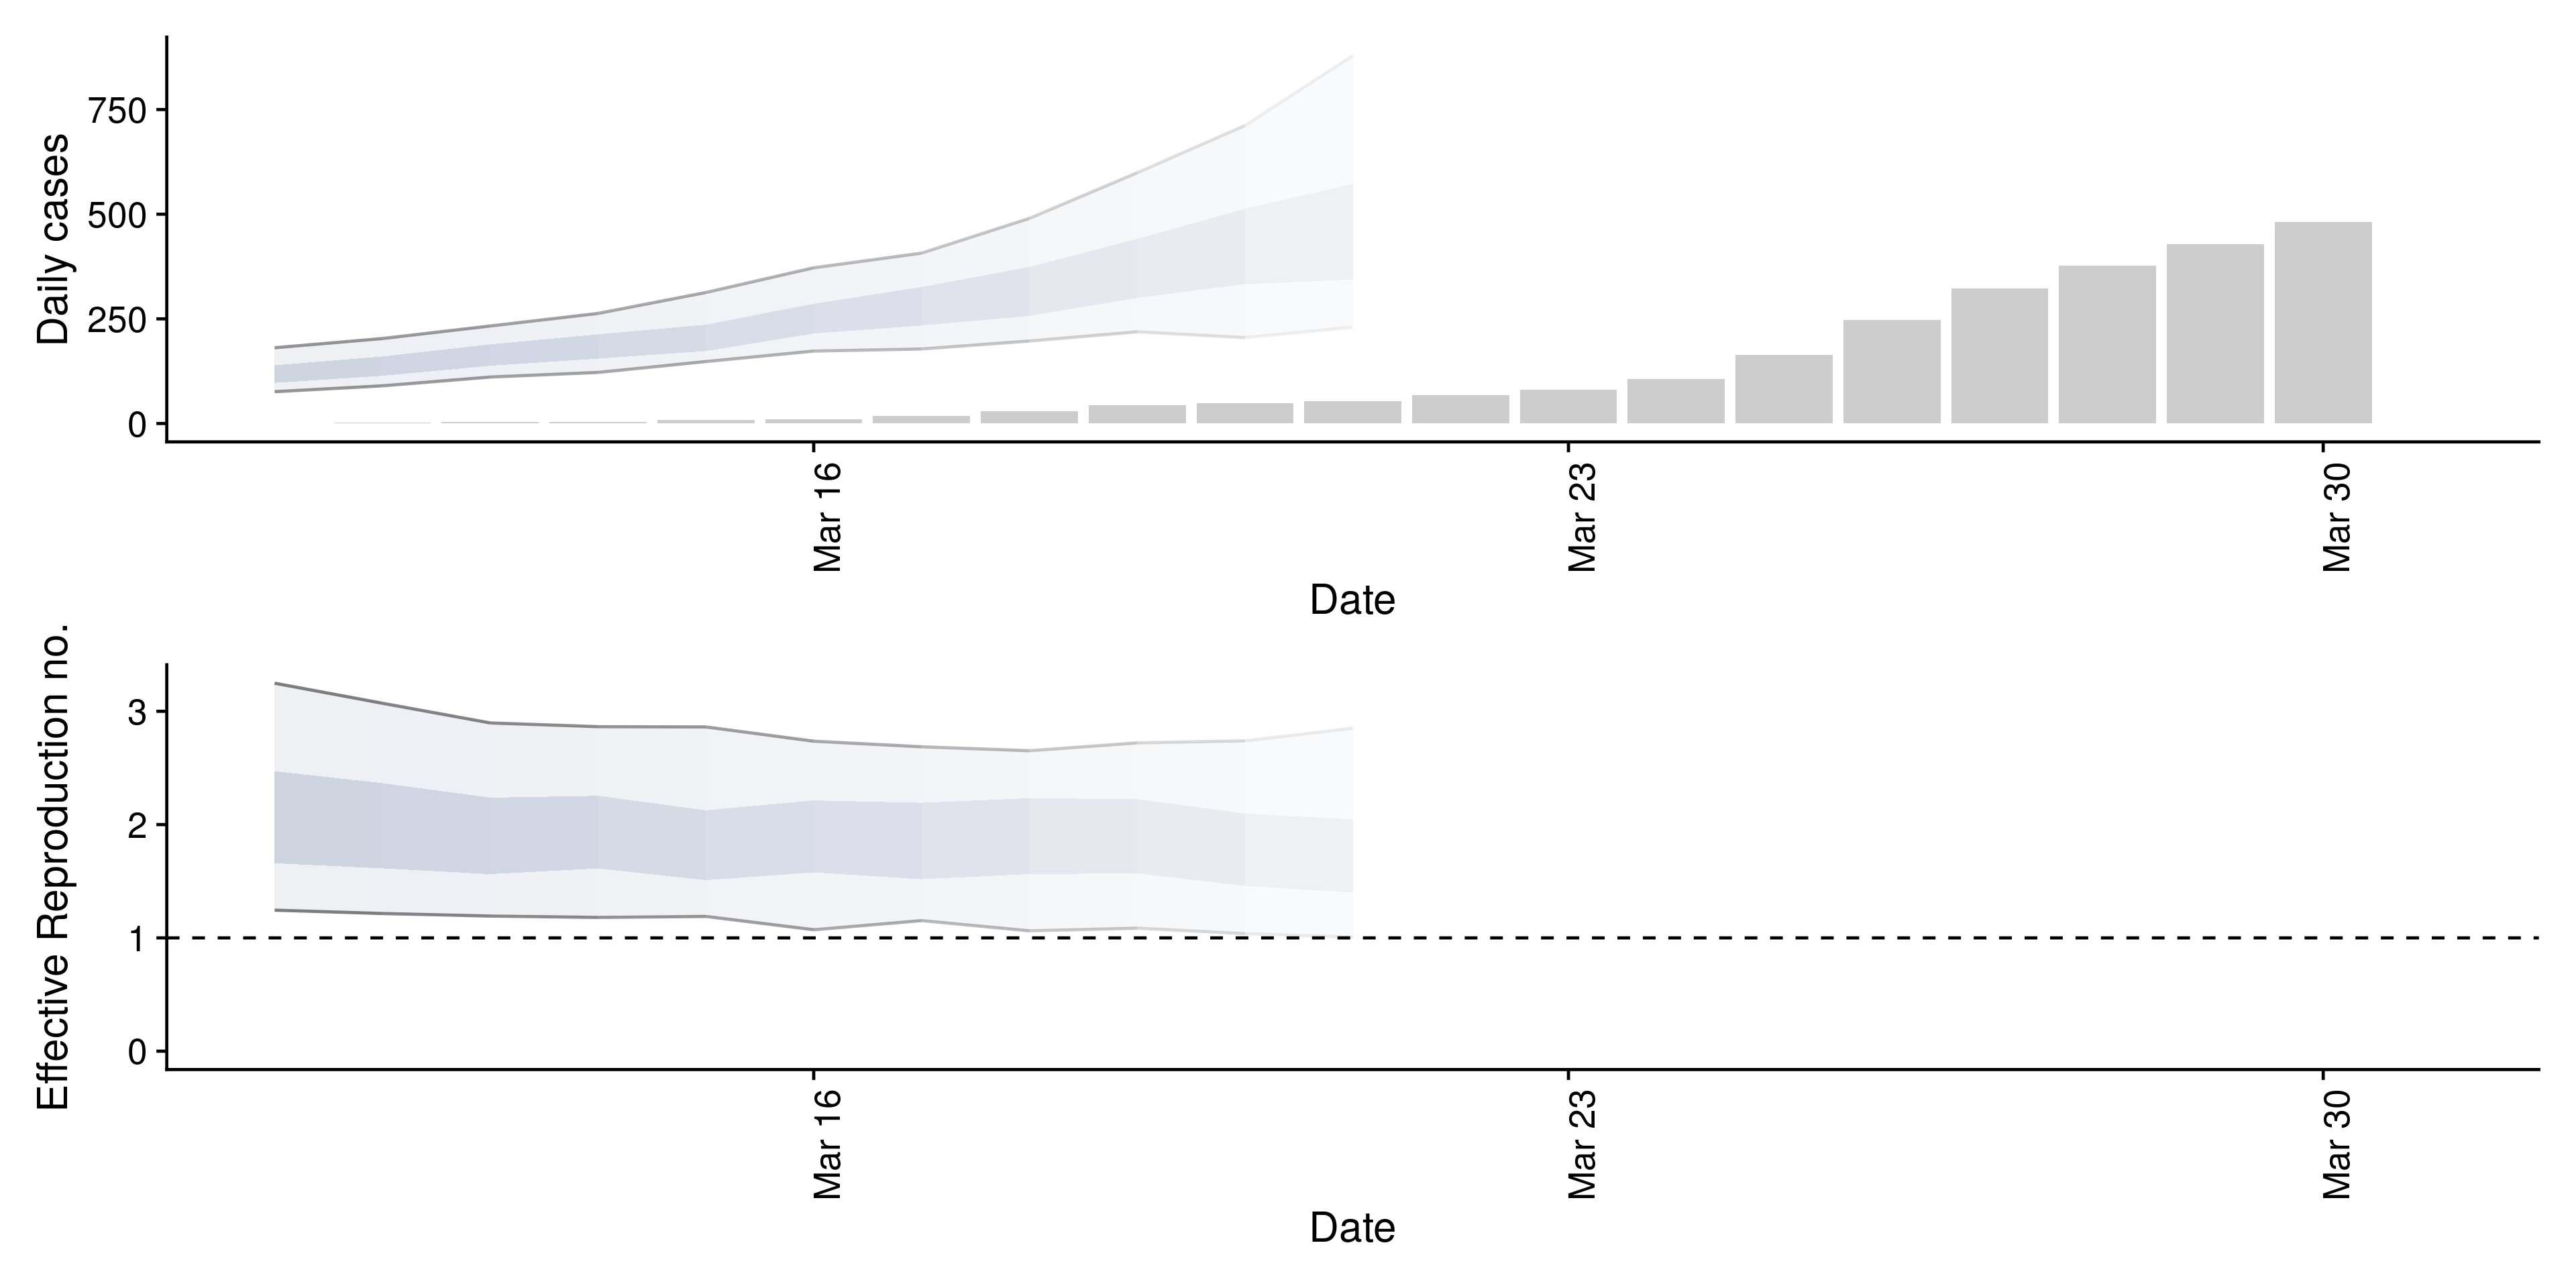 Daily cases
750
500
250
0
Mar 16
Mar 23
Mar 30
Date
Effective Reproduction no.
3
2
1
0
Mar 16
Mar 23
Mar 30
Date